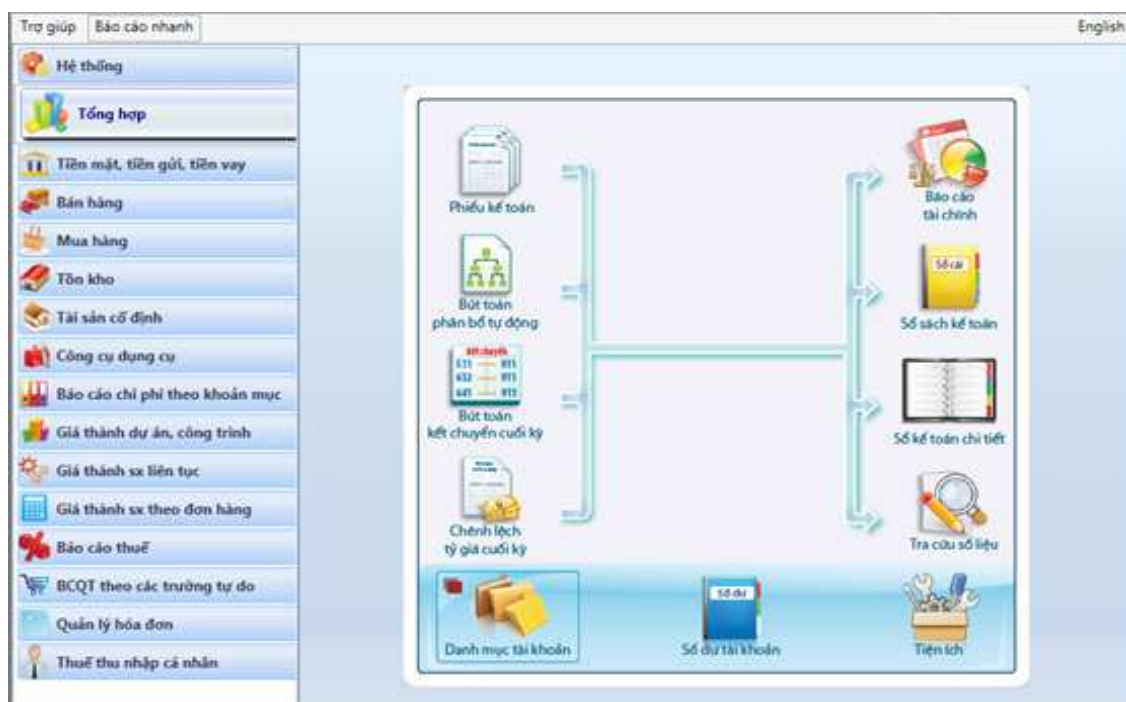 Trợ giúp Báo cáo nhanh English
Hệ thống
Tổng hợp
Tiền mặt, tiền gửi, tiền vay
Bán hàng
Mua hàng
Tồn kho
Tài sản cố định
Công cụ dụng cụ
Báo cáo chi phí theo khoản mục
Giá thành dự án, công trình
Giá thành sx liên tục
Giá thành sx theo đơn hàng
Báo cáo thuế
BCQT theo các trường tự do
Quản lý hóa đơn
Thuế thu nhập cá nhân
Phiếu kế toán
Bút toán
phân bổ tự động
Kết chuyển
511 911
632 911
641 911
Bút toán
kết chuyển cuối kỳ
Chênh lệch
tỷ giá cuối kỳ
Báo cáo
tài chính
Sổ cái
Sổ sách kế toán
Sổ kế toán chi tiết
Tra cứu số liệu
Danh mục tài khoản
Số dư
Số dư tài khoản
Tiện ích